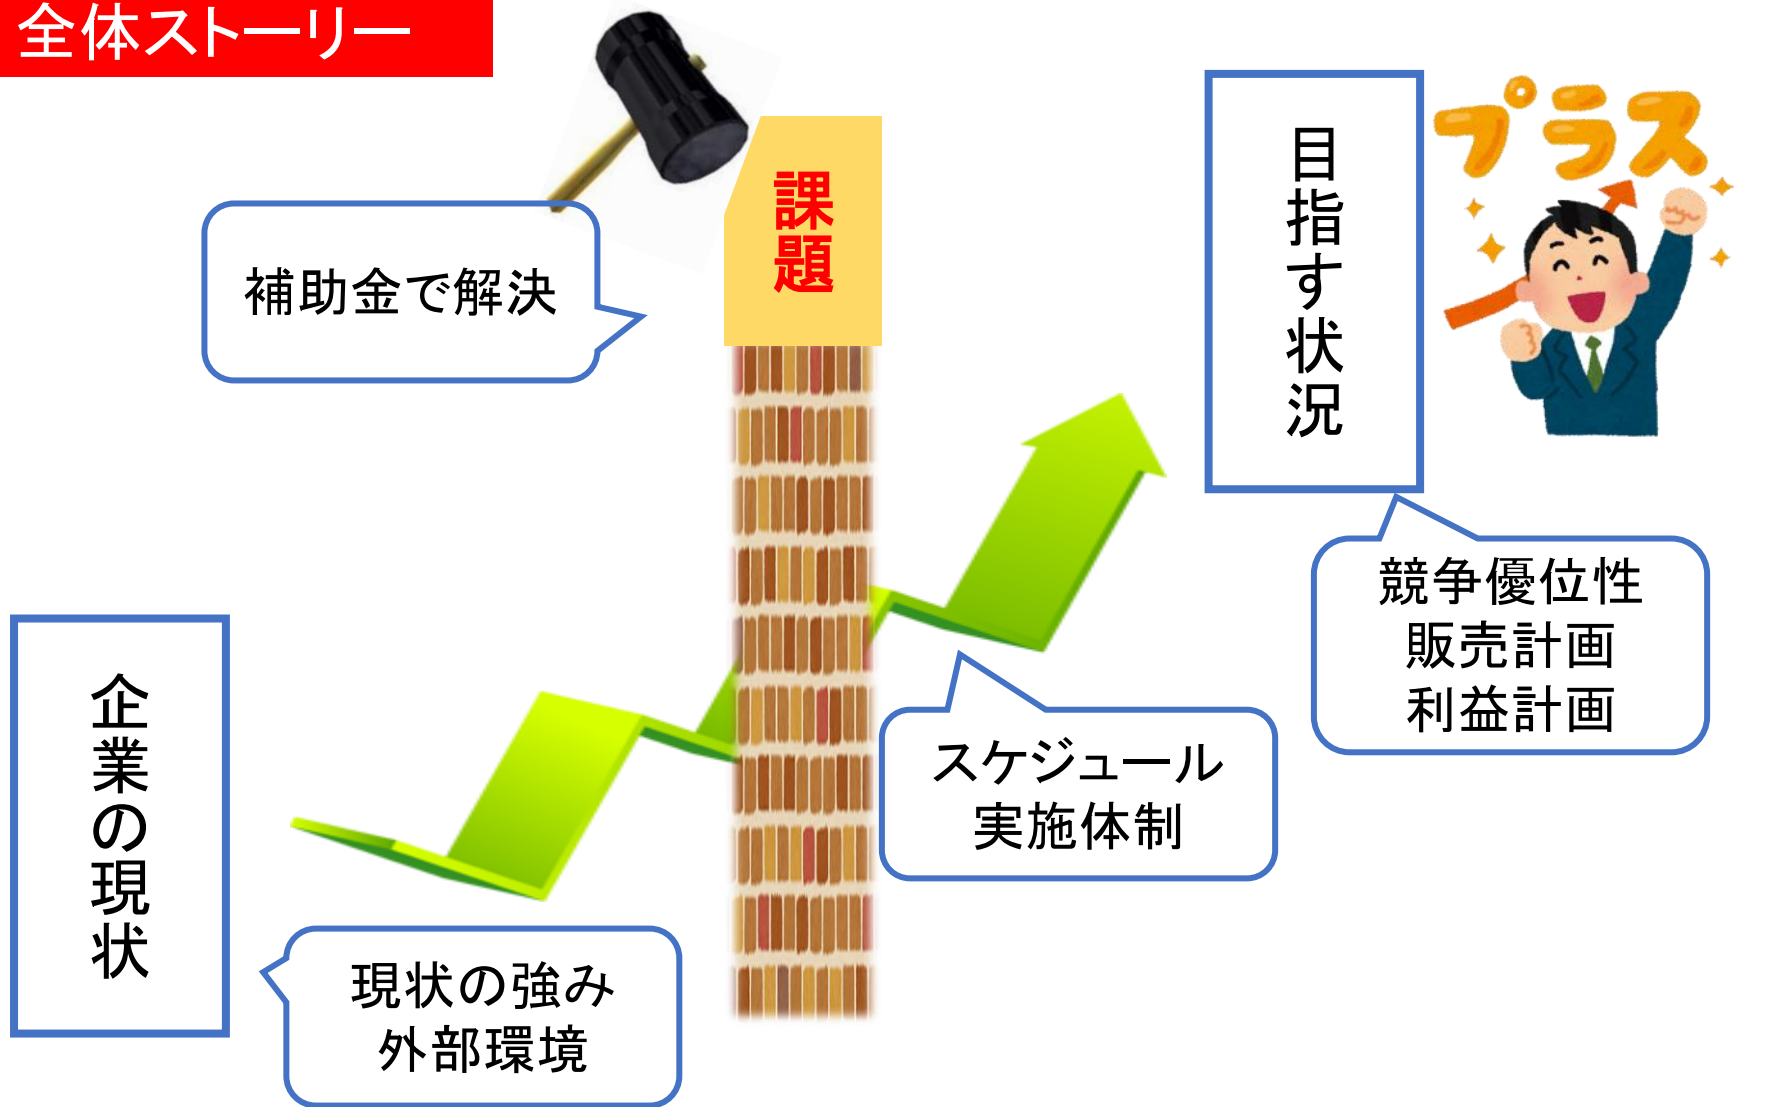 全体ストーリー
補助金で解決
課題
目指す状況
プラス
競争優位性
販売計画
利益計画
スケジュール
実施体制
企業の現状
現状の強み
外部環境